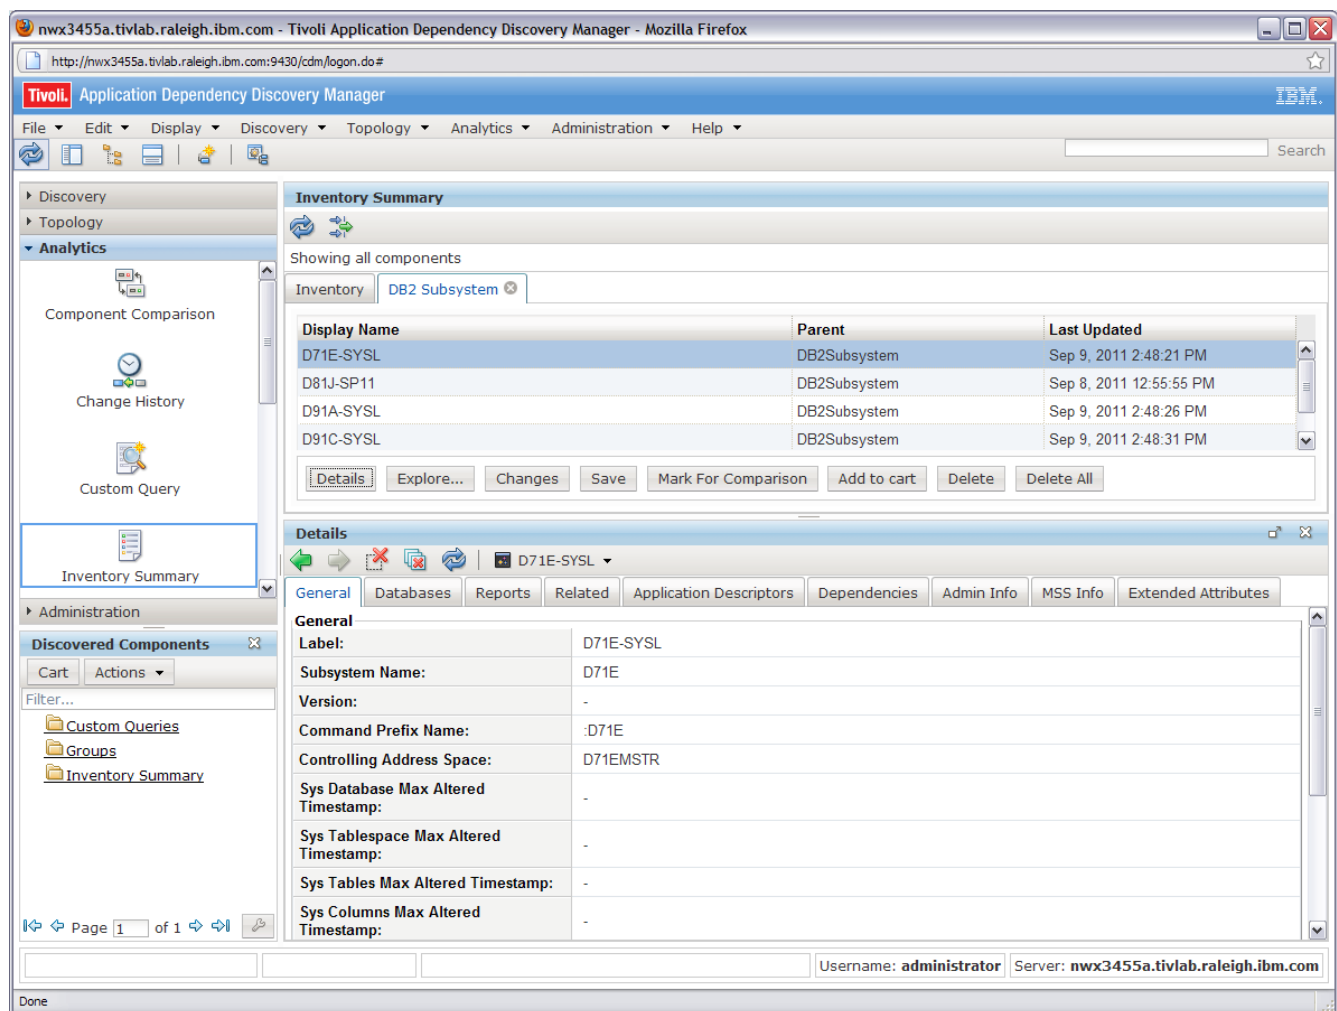 nwx3455a.tivlab.raleigh.ibm.com - Tivoli Application Dependency Discovery Manager - Mozilla Firefox
http://nwx3455a.tivlab.raleigh.ibm.com:9430/cdm/logon.do#
Tivoli. Application Dependency Discovery Manager IBM.
File Edit Display Discovery Topology Analytics Administration Help
Search
Discovery
Topology
Analytics
Component Comparison
Change History
Custom Query
Inventory Summary
Administration
Discovered Components
Cart Actions
Filter...
Custom Queries
Groups
Inventory Summary
Page 1 of 1
Inventory Summary
Showing all components
Inventory DB2 Subsystem
Display Name Parent Last Updated
D71E-SYSL DB2Subsystem Sep 9, 2011 2:48:21 PM
D81J-SP11 DB2Subsystem Sep 8, 2011 12:55:55 PM
D91A-SYSL DB2Subsystem Sep 9, 2011 2:48:26 PM
D91C-SYSL DB2Subsystem Sep 9, 2011 2:48:31 PM
Details Explore... Changes Save Mark For Comparison Add to cart Delete Delete All
Details
D71E-SYSL
General Databases Reports Related Application Descriptors Dependencies Admin Info MSS Info Extended Attributes
General
Label: D71E-SYSL
Subsystem Name: D71E
Version: -
Command Prefix Name: :D71E
Controlling Address Space: D71EMSTR
Sys Database Max Altered
Timestamp: -
Sys Tablespace Max Altered
Timestamp: -
Sys Tables Max Altered Timestamp: -
Sys Columns Max Altered
Timestamp: -
Username: administrator Server: nwx3455a.tivlab.raleigh.ibm.com
Done